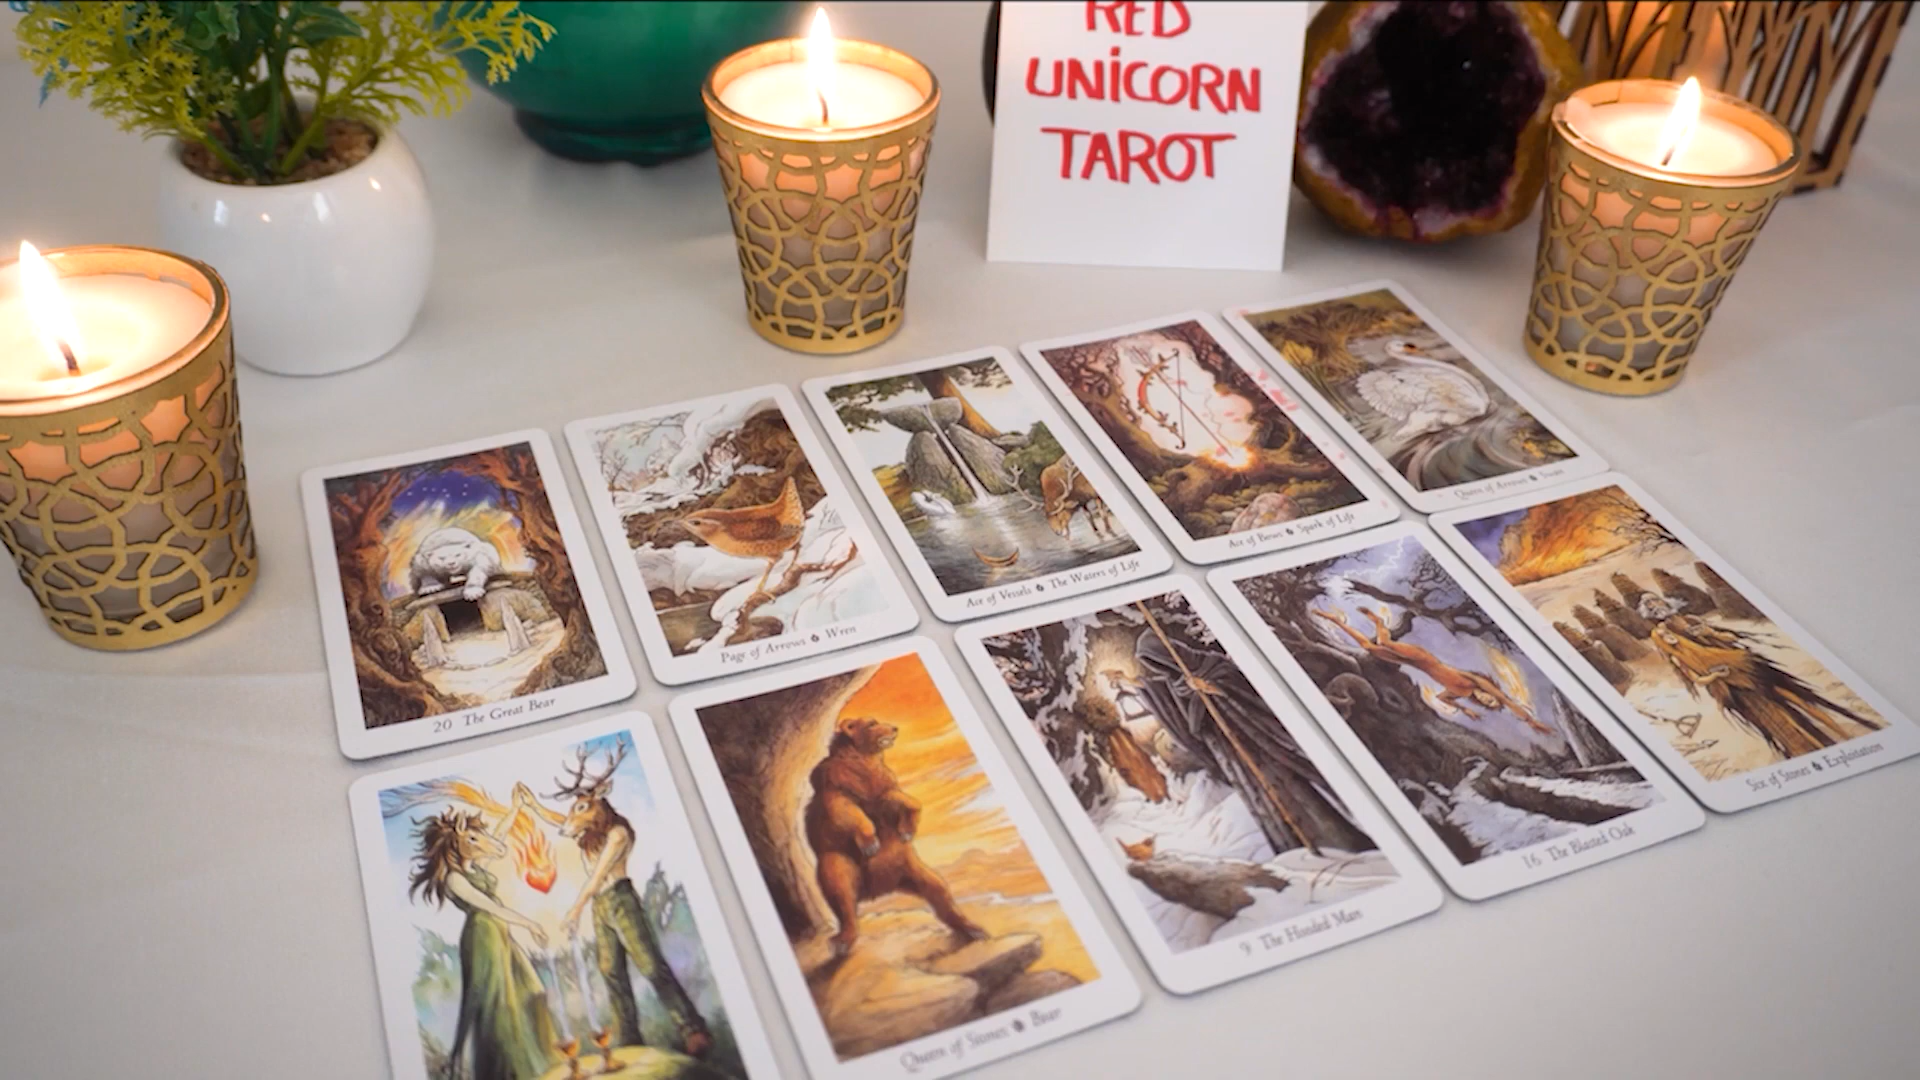 RED
UNICORN
TAROT
20 The Great Bear
Page of Arrows Wren
Ace of Vessels The Waters of Life
Ace of Bows Spark of Life
Queen of Arrows Swan
Queen of Stones Bear
9 The Hooded Man
16 The Blasted Oak
Six of Stones Exploitation